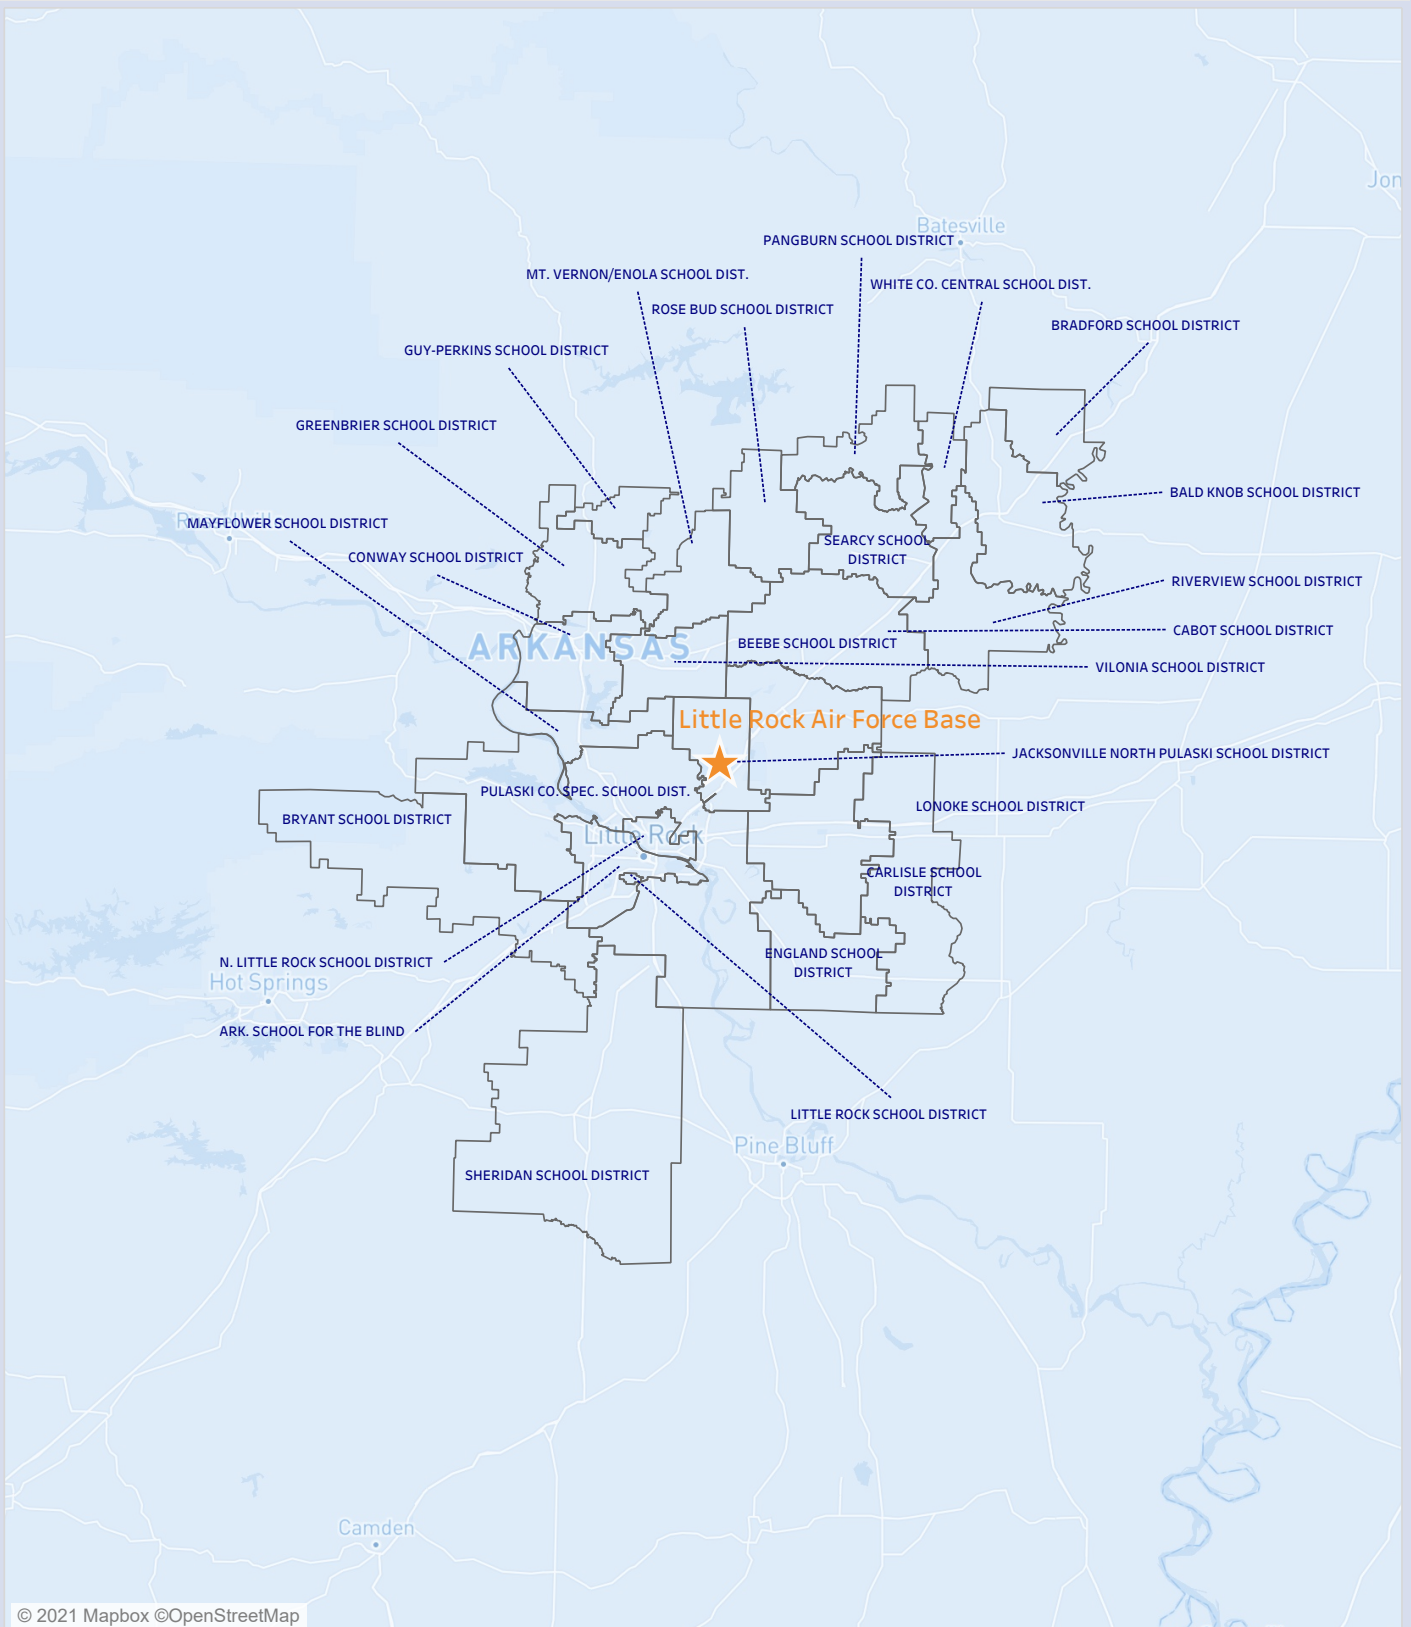 Jon
Batesville
PANGBURN SCHOOL DISTRICT
MT. VERNON/ENOLA SCHOOL DIST.
WHITE CO. CENTRAL SCHOOL DIST.
ROSE BUD SCHOOL DISTRICT
BRADFORD SCHOOL DISTRICT
GUY-PERKINS SCHOOL DISTRICT
GREENBRIER SCHOOL DISTRICT
BALD KNOB SCHOOL DISTRICT
MAYFLOWER SCHOOL DISTRICT
SEARCY SCHOOL
DISTRICT
CONWAY SCHOOL DISTRICT
RIVERVIEW SCHOOL DISTRICT
CABOT SCHOOL DISTRICT
ARKANSAS
BEEBE SCHOOL DISTRICT
VILONIA SCHOOL DISTRICT
Little Rock Air Force Base
JACKSONVILLE NORTH PULASKI SCHOOL DISTRICT
PULASKI CO. SPEC. SCHOOL DIST.
LONOKE SCHOOL DISTRICT
BRYANT SCHOOL DISTRICT
Little Rock
CARLISLE SCHOOL
DISTRICT
ENGLAND SCHOOL
DISTRICT
N. LITTLE ROCK SCHOOL DISTRICT
Hot Springs
ARK. SCHOOL FOR THE BLIND
LITTLE ROCK SCHOOL DISTRICT
Pine Bluff
SHERIDAN SCHOOL DISTRICT
Camden
© 2021 Mapbox ©OpenStreetMap